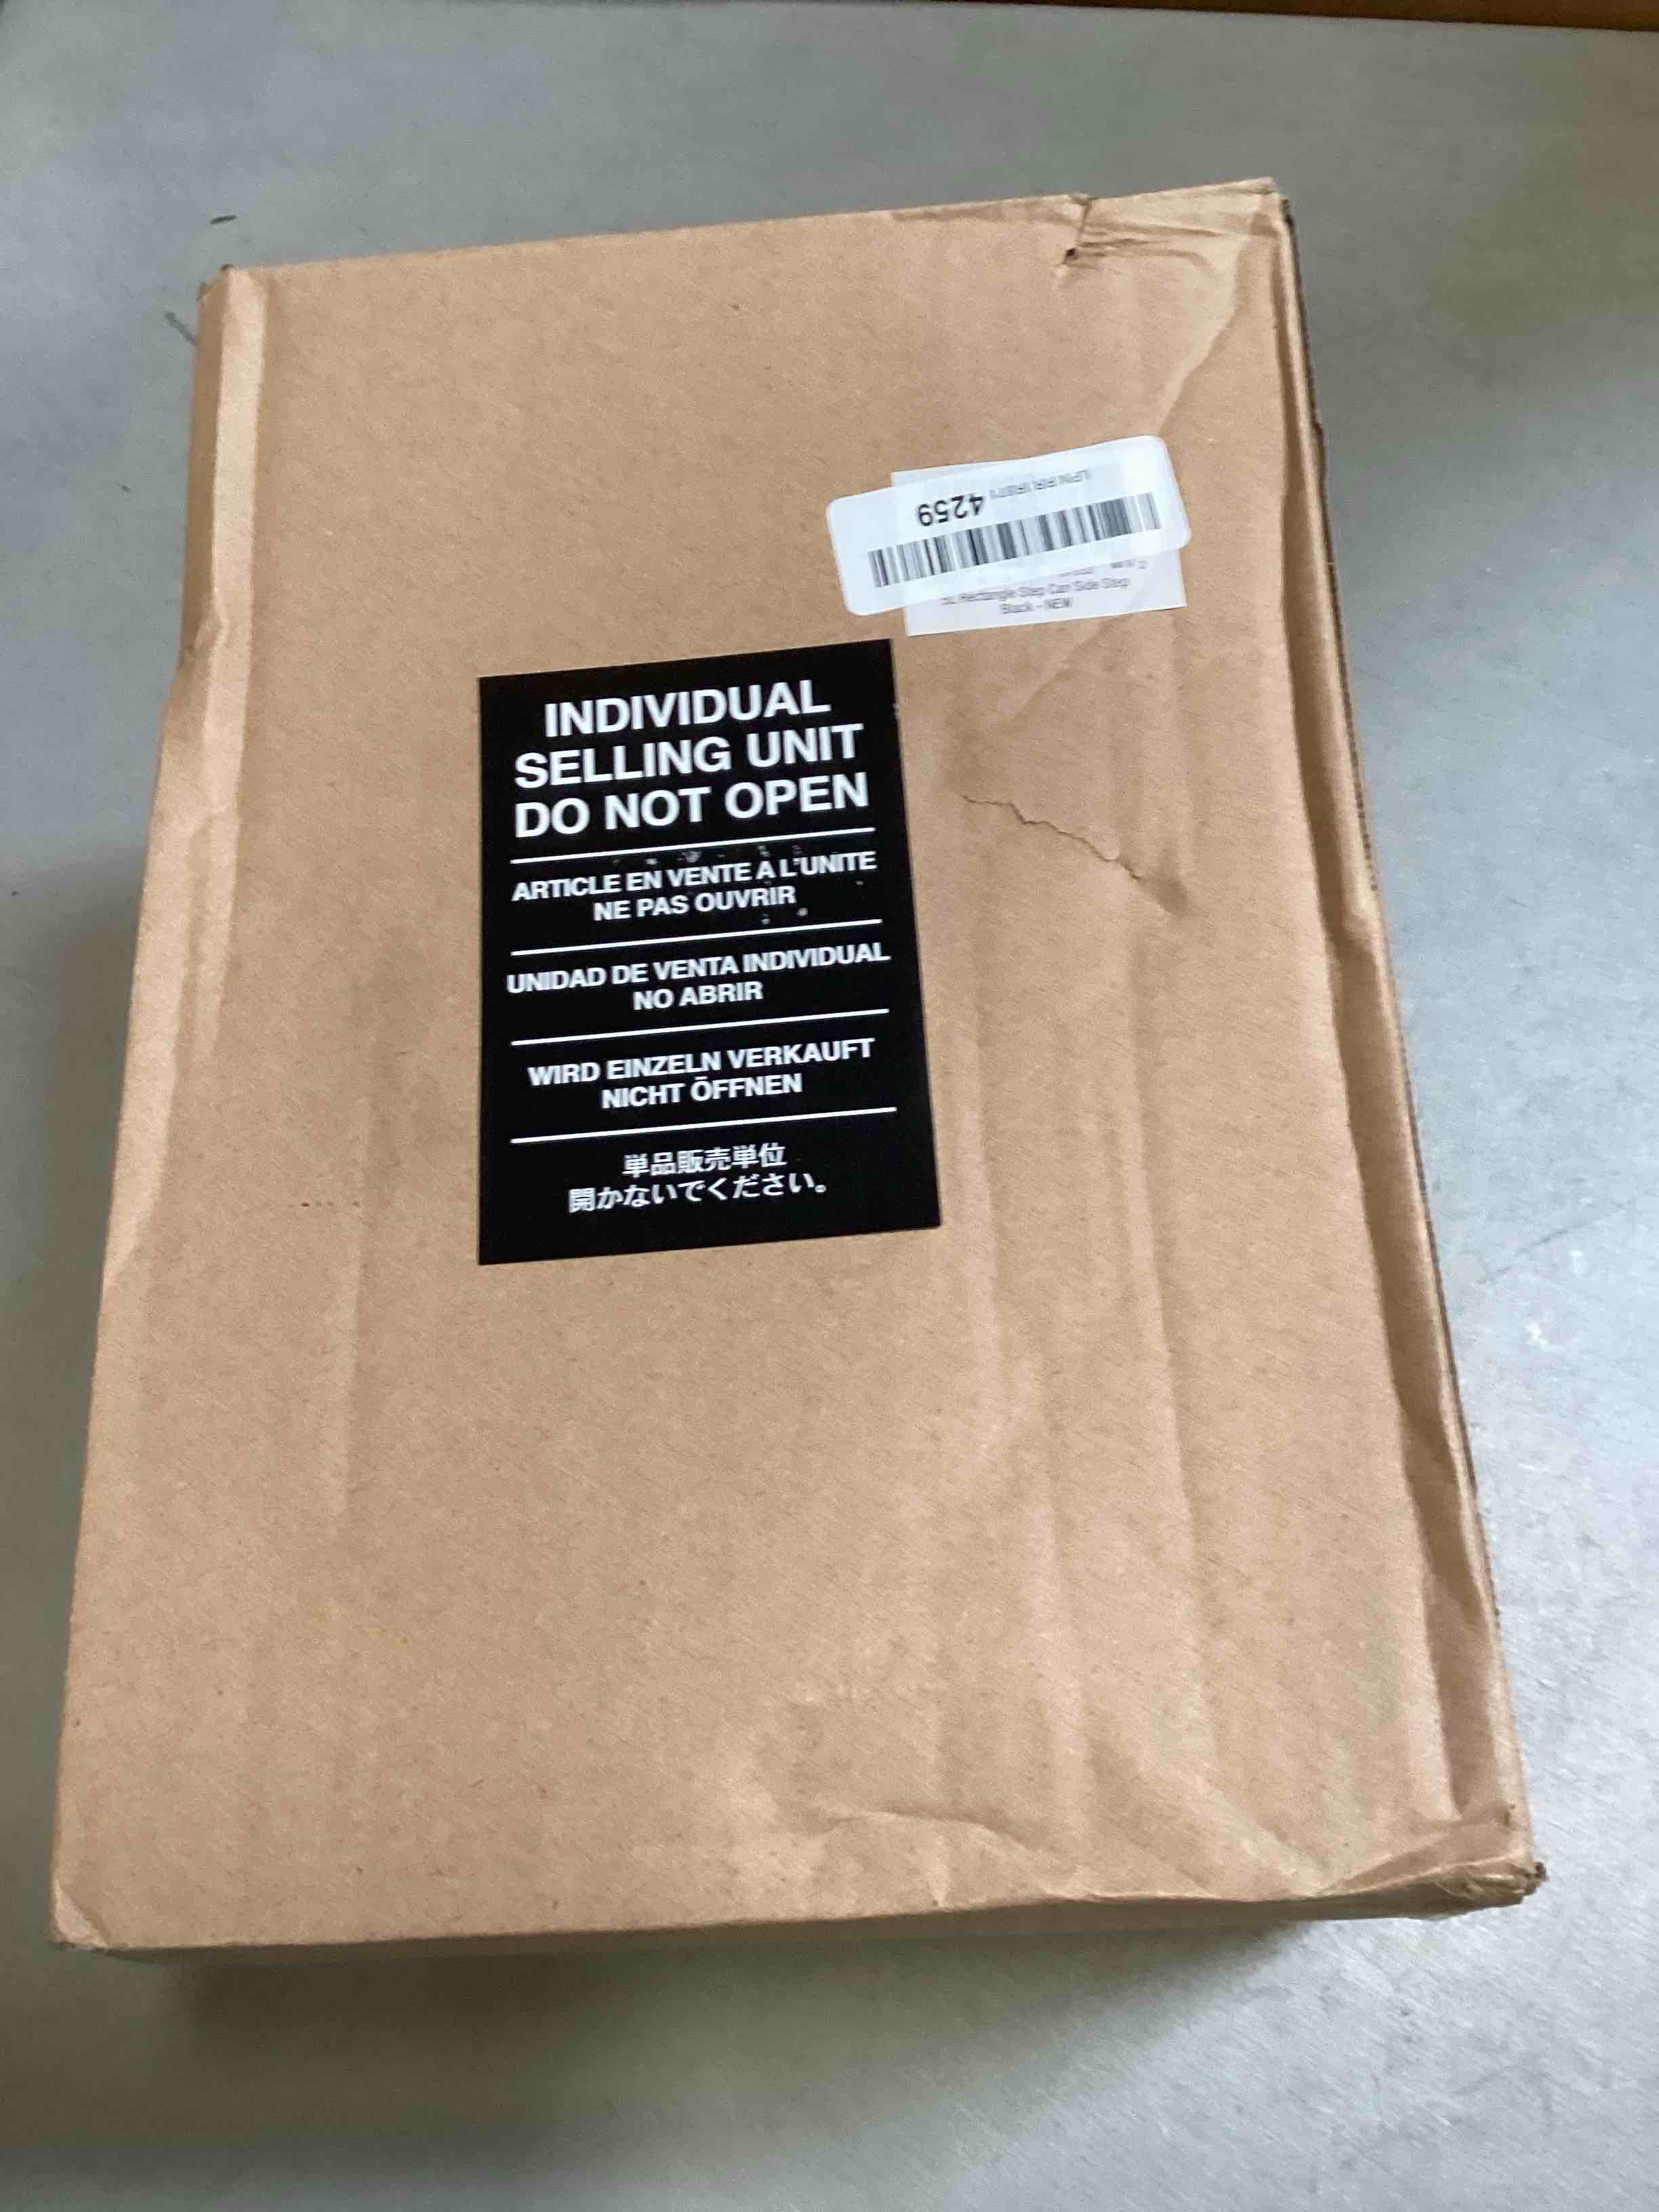 4259
Rectangle Step Can Side Step
Black - NEW
INDIVIDUAL
SELLING UNIT
DO NOT OPEN
ARTICLE EN VENTE A L'UNITE
NE PAS OUVRIR
UNIDAD DE VENTA INDIVIDUAL
NO ABRIR
WIRD EINZELN VERKAUFT
NICHT ÖFFNEN
単品販売単位
開かないでください。